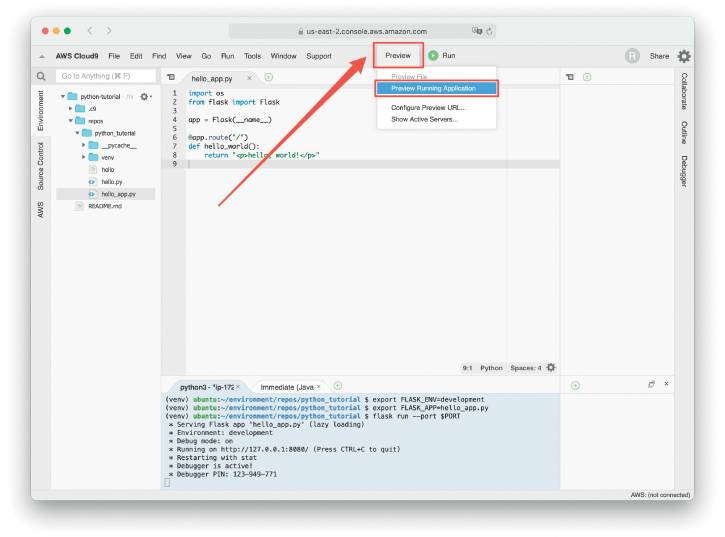 us-east-2.console.aws.amazon.com
AWS Cloud9 File Edit Find View Go Run Tools Window Support Preview Run R Share
Go to Anything (⌘ P)
hello_app.py ×
Preview File
Preview Running Application
Configure Preview URL...
Show Active Servers...
Environment
Source Control
AWS
python-tutorial
.c9
repos
python_tutorial
__pycache__
venv
hello
hello.py
hello_app.py
README.md
1 import os
2 from flask import Flask
3
4 app = Flask(__name__)
5
6 @app.route("/")
7 def hello_world():
8 return "<p>hello, world!</p>"
9
Collaborate
Outline
Debugger
9:1 Python Spaces: 4
python3 - "ip-172 × Immediate (Java ×
(venv) ubuntu:~/environment/repos/python_tutorial $ export FLASK_ENV=development
(venv) ubuntu:~/environment/repos/python_tutorial $ export FLASK_APP=hello_app.py
(venv) ubuntu:~/environment/repos/python_tutorial $ flask run --port $PORT
* Serving Flask app 'hello_app.py' (lazy loading)
* Environment: development
* Debug mode: on
* Running on http://127.0.0.1:8080/ (Press CTRL+C to quit)
* Restarting with stat
* Debugger is active!
* Debugger PIN: 123-949-771
AWS: (not connected)